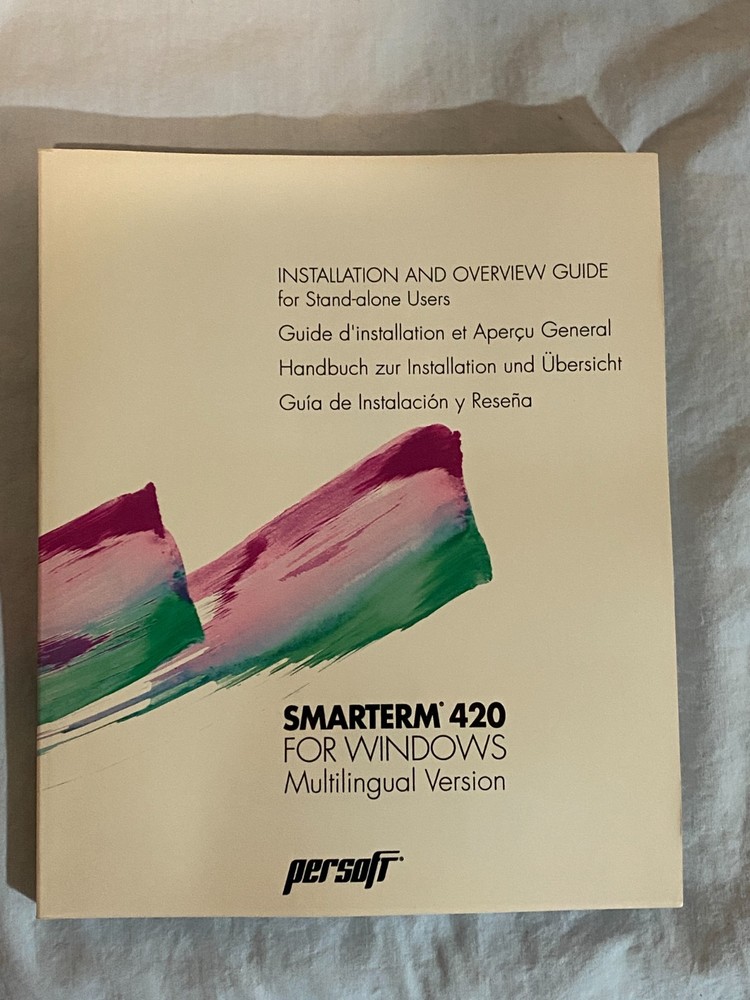 INSTALLATION AND OVERVIEW GUIDE
for Stand-alone Users
Guide d'installation et Aperçu General
Handbuch zur Installation und Übersicht
Guía de Instalación y Reseña
SMARTERM® 420
FOR WINDOWS
Multilingual Version
persoft®